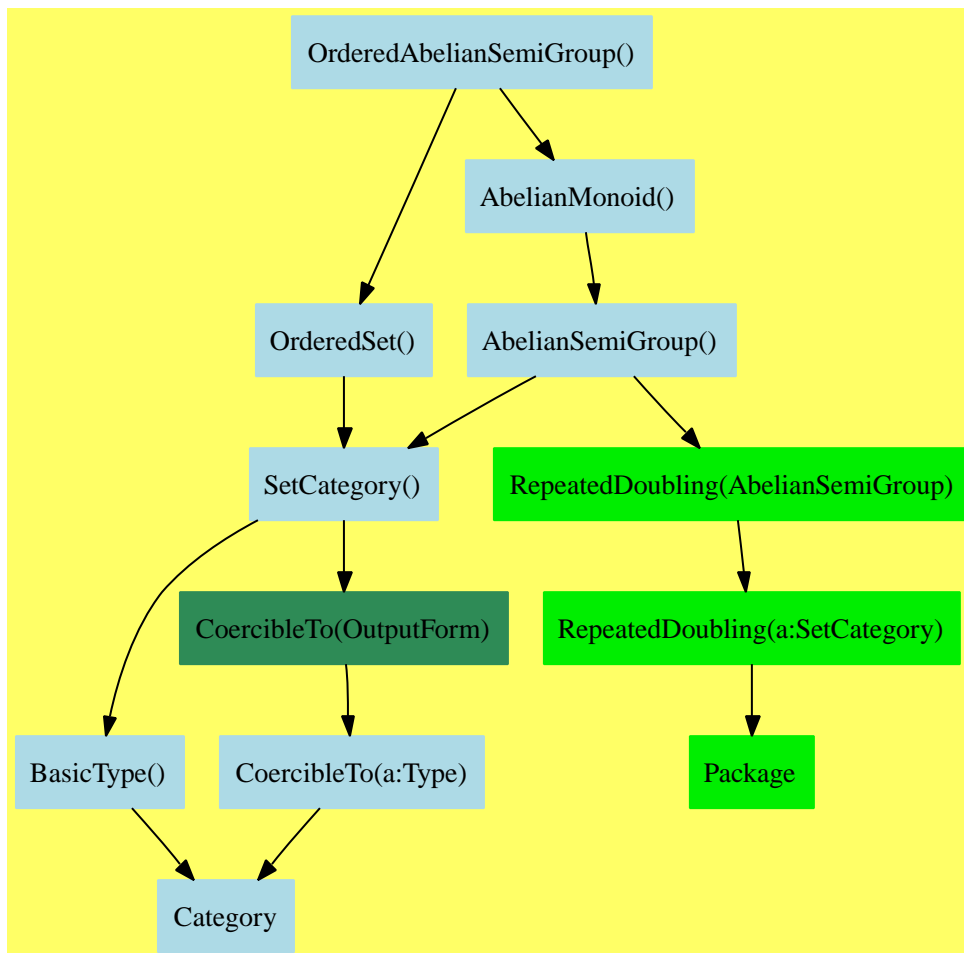 OrderedAbelianSemiGroup()
AbelianMonoid()
OrderedSet()
AbelianSemiGroup()
SetCategory()
RepeatedDoubling(AbelianSemiGroup)
CoercibleTo(OutputForm)
RepeatedDoubling(a:SetCategory)
BasicType()
CoercibleTo(a:Type)
Package
Category